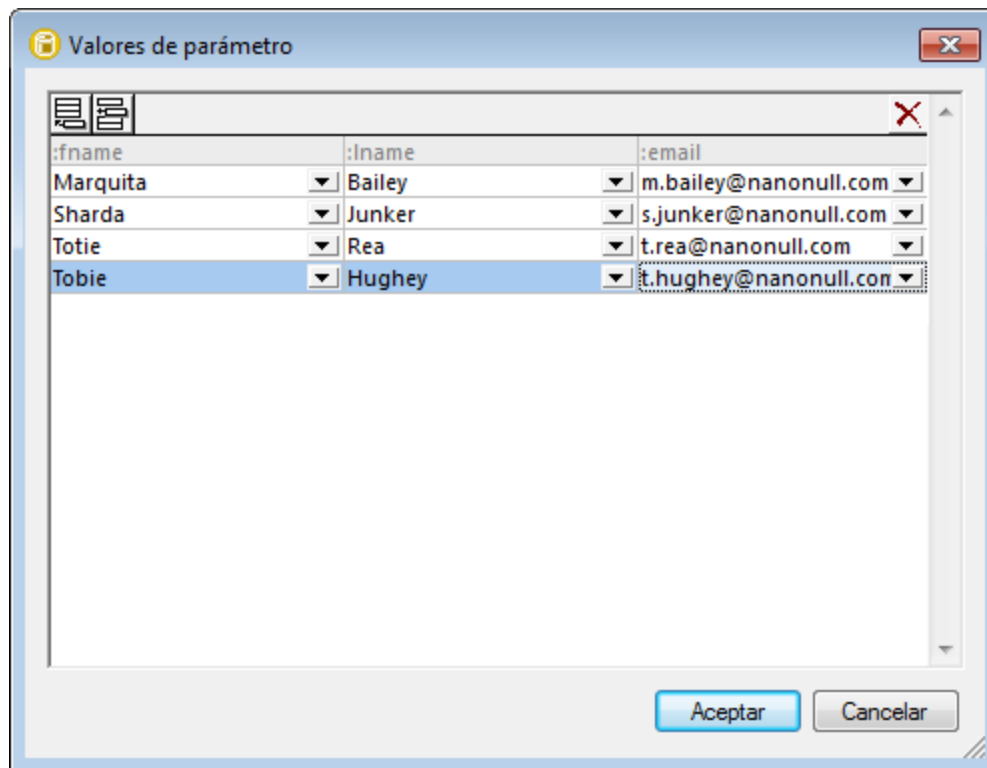 Valores de parámetro
:fname :lname :email
Marquita Bailey m.bailey@nanonull.com
Sharda Junker s.junker@nanonull.com
Totie Rea t.rea@nanonull.com
Tobie Hughey t.hughey@nanonull.com
Aceptar Cancelar